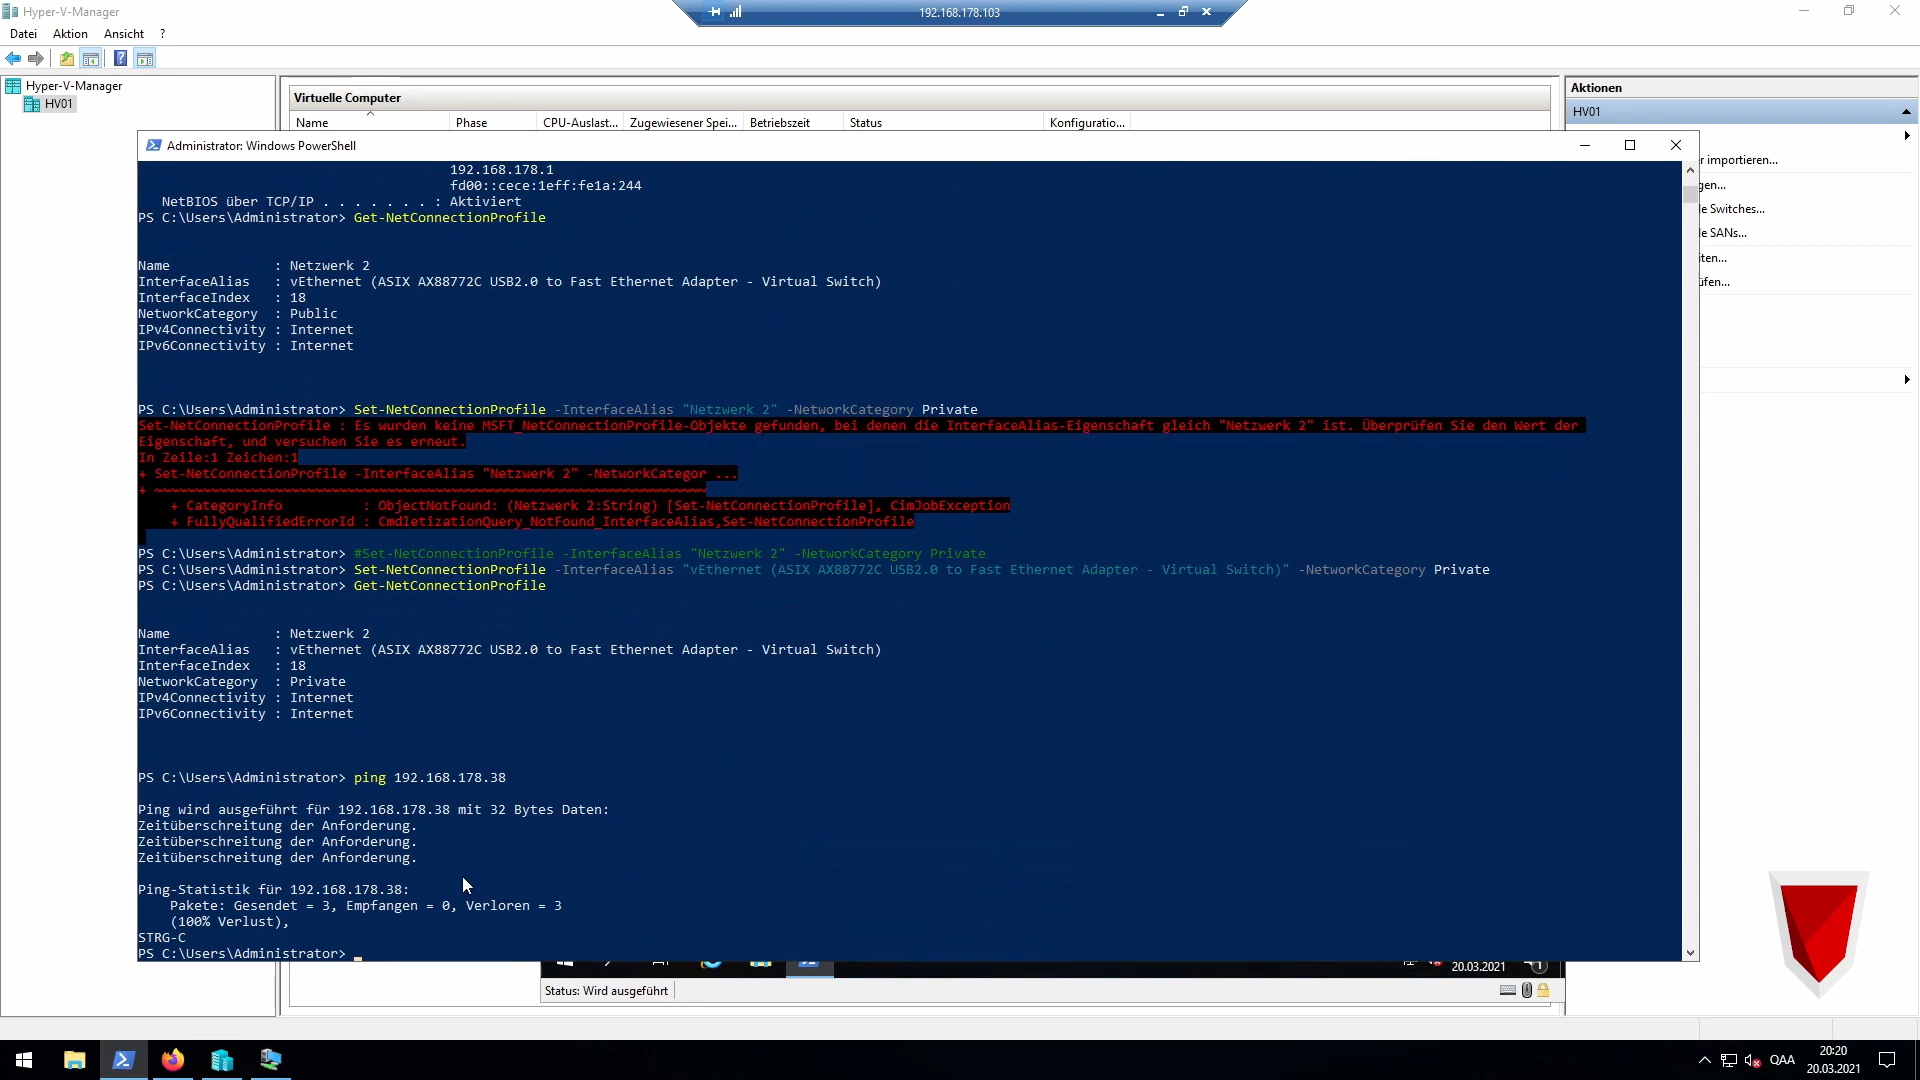 Hyper-V-Manager
192.168.178.103
Datei Aktion Ansicht ?
Hyper-V-Manager
HV01
Virtuelle Computer
Name Phase CPU-Auslast... Zugewiesener Spei... Betriebszeit Status Konfiguratio...
Aktionen
HV01
r importieren...
gen...
le Switches...
le SANs...
iten...
üfen...
Administrator: Windows PowerShell
192.168.178.1
fd00::cece:1eff:fe1a:244
NetBIOS über TCP/IP . . . . . . . : Aktiviert
PS C:\Users\Administrator> Get-NetConnectionProfile
Name : Netzwerk 2
InterfaceAlias : vEthernet (ASIX AX88772C USB2.0 to Fast Ethernet Adapter - Virtual Switch)
InterfaceIndex : 18
NetworkCategory : Public
IPv4Connectivity : Internet
IPv6Connectivity : Internet
PS C:\Users\Administrator> Set-NetConnectionProfile -InterfaceAlias "Netzwerk 2" -NetworkCategory Private
Set-NetConnectionProfile : Es wurden keine MSFT_NetConnectionProfile-Objekte gefunden, bei denen die InterfaceAlias-Eigenschaft gleich "Netzwerk 2" ist. Überprüfen Sie den Wert der
Eigenschaft, und versuchen Sie es erneut.
In Zeile:1 Zeichen:1
+ Set-NetConnectionProfile -InterfaceAlias "Netzwerk 2" -NetworkCategor ...
+ ~~~~~~~~~~~~~~~~~~~~~~~~~~~~~~~~~~~~~~~~~~~~~~~~~~~~~~~~~~~~~~~~~~~~~
+ CategoryInfo : ObjectNotFound: (Netzwerk 2:String) [Set-NetConnectionProfile], CimJobException
+ FullyQualifiedErrorId : CmdletizationQuery_NotFound_InterfaceAlias,Set-NetConnectionProfile
PS C:\Users\Administrator> #Set-NetConnectionProfile -InterfaceAlias "Netzwerk 2" -NetworkCategory Private
PS C:\Users\Administrator> Set-NetConnectionProfile -InterfaceAlias "vEthernet (ASIX AX88772C USB2.0 to Fast Ethernet Adapter - Virtual Switch)" -NetworkCategory Private
PS C:\Users\Administrator> Get-NetConnectionProfile
Name : Netzwerk 2
InterfaceAlias : vEthernet (ASIX AX88772C USB2.0 to Fast Ethernet Adapter - Virtual Switch)
InterfaceIndex : 18
NetworkCategory : Private
IPv4Connectivity : Internet
IPv6Connectivity : Internet
PS C:\Users\Administrator> ping 192.168.178.38
Ping wird ausgeführt für 192.168.178.38 mit 32 Bytes Daten:
Zeitüberschreitung der Anforderung.
Zeitüberschreitung der Anforderung.
Zeitüberschreitung der Anforderung.
Ping-Statistik für 192.168.178.38:
Pakete: Gesendet = 3, Empfangen = 0, Verloren = 3
(100% Verlust),
STRG-C
PS C:\Users\Administrator>
20.03.2021
1
Status: Wird ausgeführt
QAA
20:20
20.03.2021